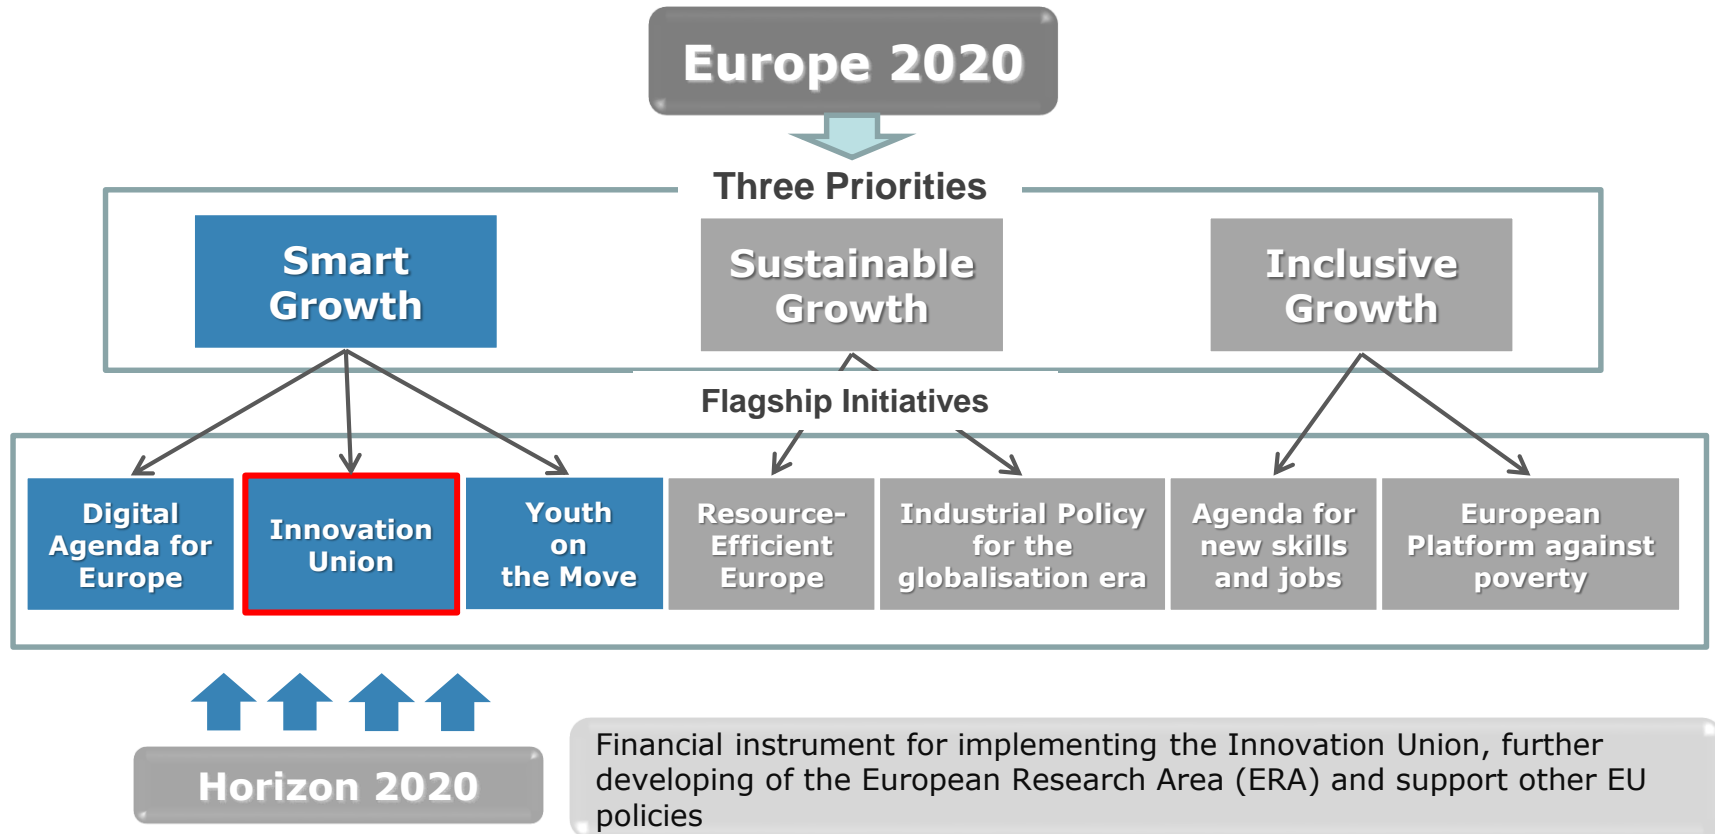 Europe 2020
Three Priorities
Smart
Growth
Sustainable
Growth
Inclusive
Growth
Flagship Initiatives
Digital
Agenda for
Europe
Innovation
Union
Youth
on
the Move
Resource-
Efficient
Europe
Industrial Policy
for the
globalisation era
Agenda for
new skills
and jobs
European
Platform against
poverty
Horizon 2020
Financial instrument for implementing the Innovation Union, further
developing of the European Research Area (ERA) and support other EU
policies